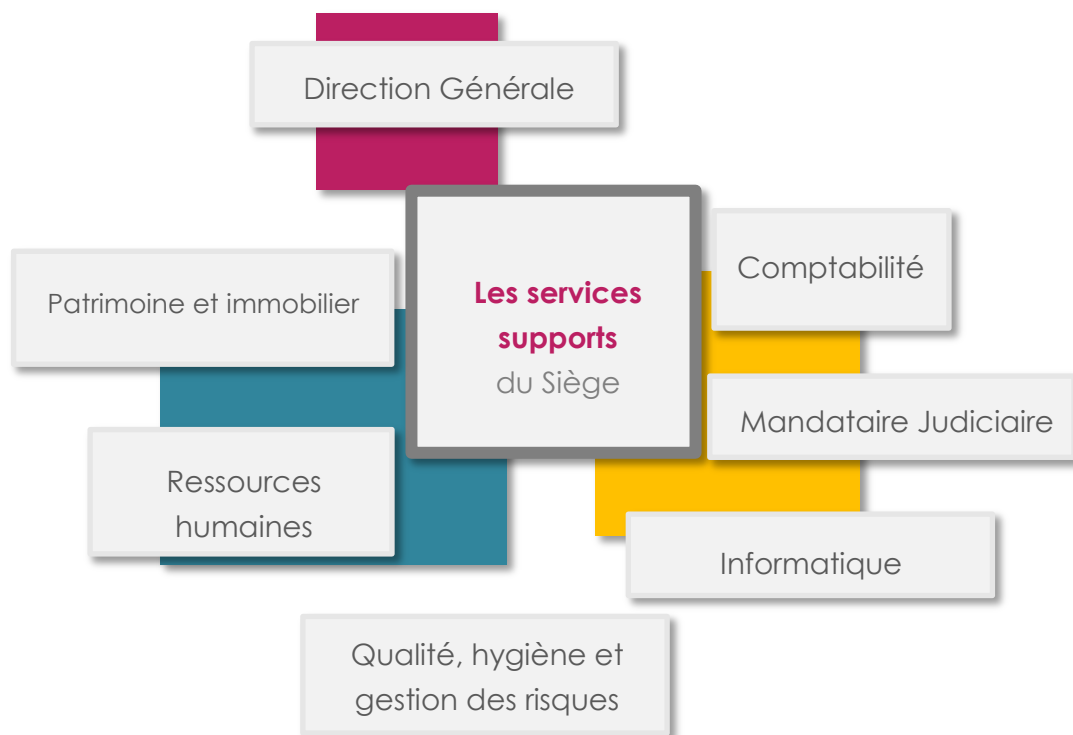 Direction Générale
Les services
supports
du Siège
Comptabilité
Patrimoine et immobilier
Mandataire Judiciaire
Ressources
humaines
Informatique
Qualité, hygiène et
gestion des risques